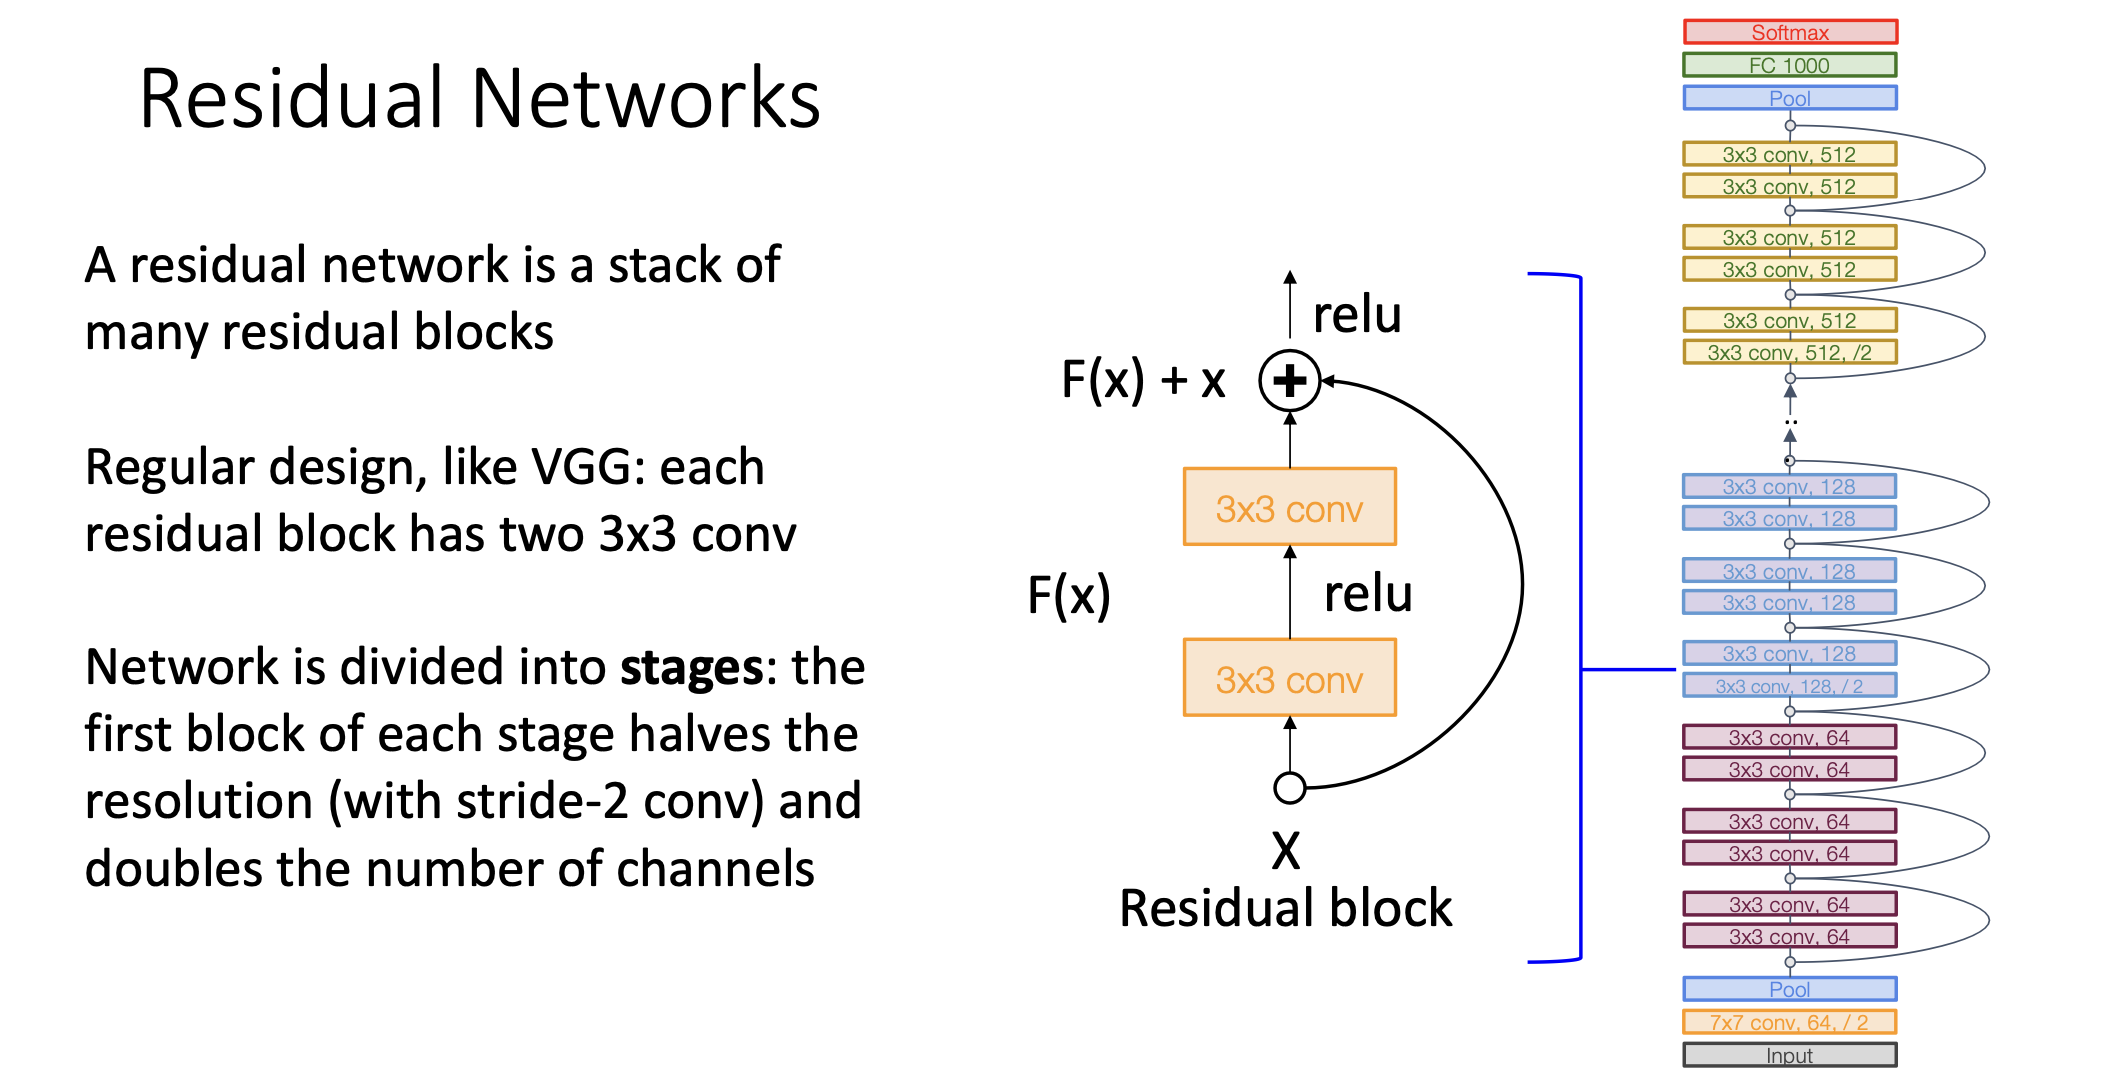 Residual Networks
A residual network is a stack of
many residual blocks
Regular design, like VGG: each
residual block has two 3x3 conv
Network is divided into stages: the
first block of each stage halves the
resolution (with stride-2 conv) and
doubles the number of channels
relu
F(x) + x
3x3 conv
F(x)
relu
3x3 conv
X
Residual block
Softmax
FC 1000
Pool
3x3 conv, 512
3x3 conv, 512
3x3 conv, 512
3x3 conv, 512
3x3 conv, 512
3x3 conv, 512, /2
..
3x3 conv, 128
3x3 conv, 128
3x3 conv, 128
3x3 conv, 128
3x3 conv, 128
3x3 conv, 128, / 2
3x3 conv, 64
3x3 conv, 64
3x3 conv, 64
3x3 conv, 64
3x3 conv, 64
3x3 conv, 64
Pool
7x7 conv, 64, / 2
Input